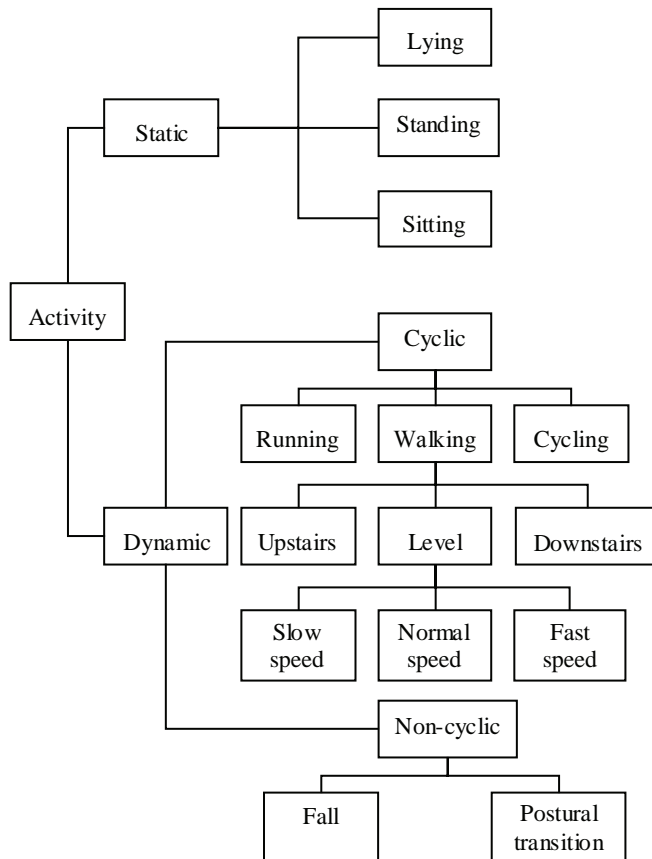 Lying
Static
Standing
Sitting
Activity
Cyclic
Running
Walking
Cycling
Dynamic
Upstairs
Level
Downstairs
Slow
speed
Normal
speed
Fast
speed
Non-cyclic
Fall
Postural
transition